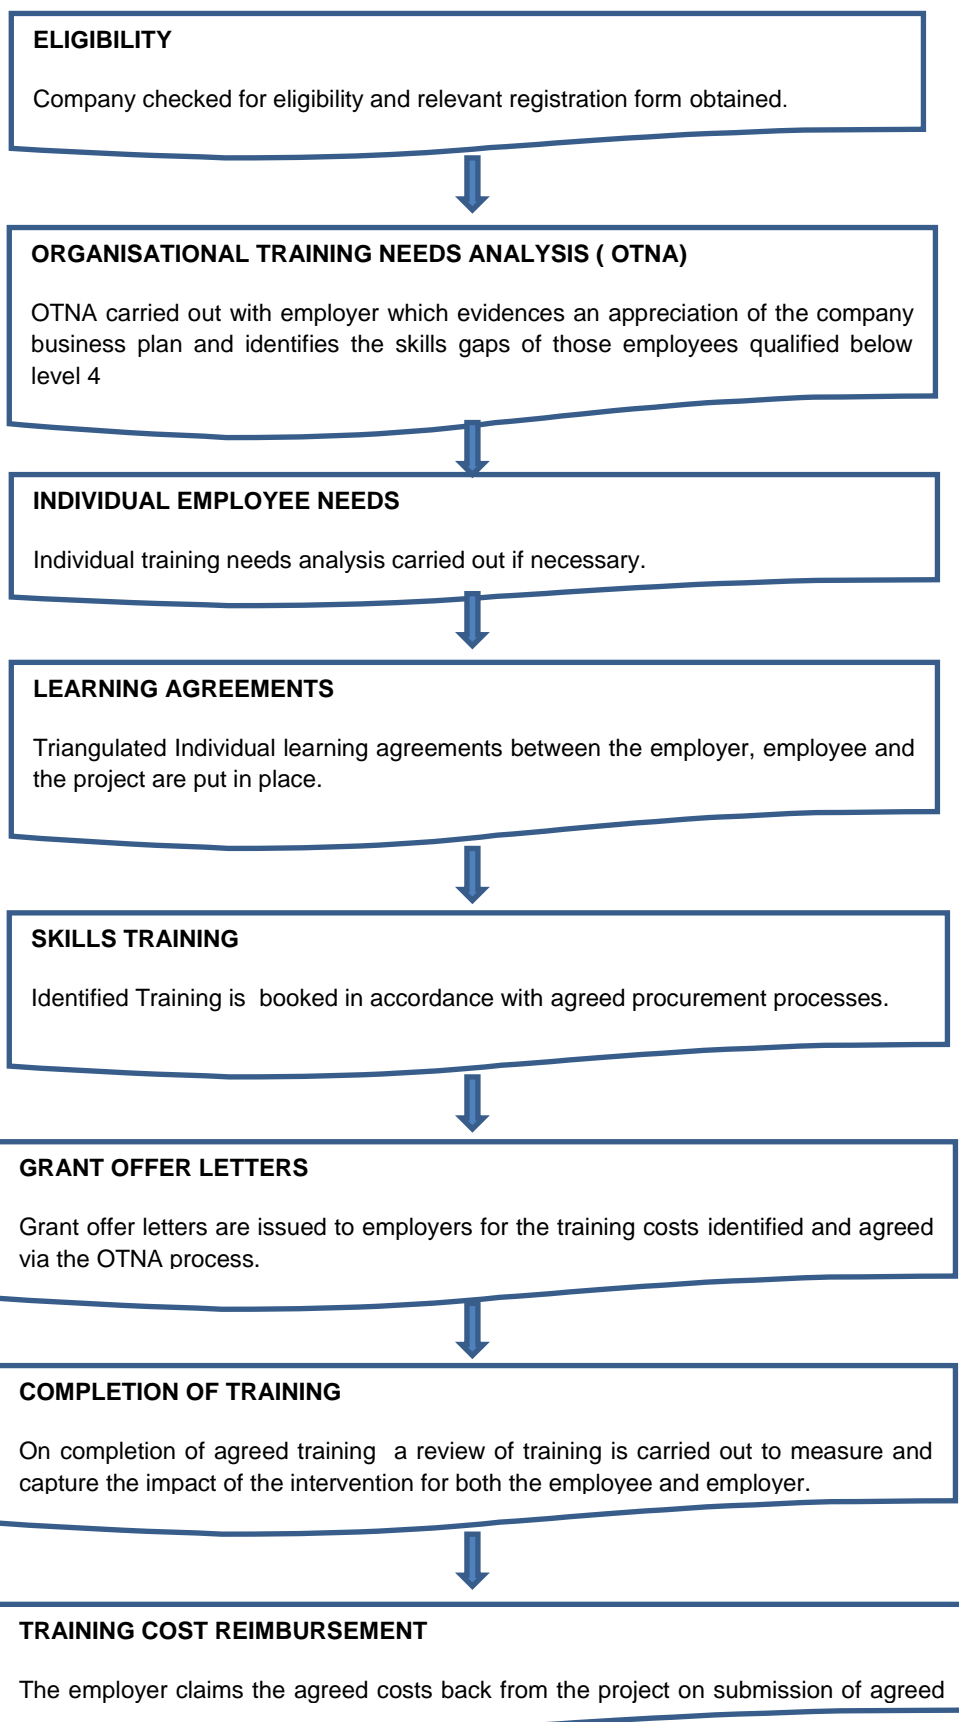 ELIGIBILITY
Company checked for eligibility and relevant registration form obtained.
ORGANISATIONAL TRAINING NEEDS ANALYSIS ( OTNA)
OTNA carried out with employer which evidences an appreciation of the company
business plan and identifies the skills gaps of those employees qualified below
level 4
INDIVIDUAL EMPLOYEE NEEDS
Individual training needs analysis carried out if necessary.
LEARNING AGREEMENTS
Triangulated Individual learning agreements between the employer, employee and
the project are put in place.
SKILLS TRAINING
Identified Training is  booked in accordance with agreed procurement processes.
GRANT OFFER LETTERS
Grant offer letters are issued to employers for the training costs identified and agreed
via the OTNA process.
COMPLETION OF TRAINING
On completion of agreed training  a review of training is carried out to measure and
capture the impact of the intervention for both the employee and employer.
TRAINING COST REIMBURSEMENT
The employer claims the agreed costs back from the project on submission of agreed